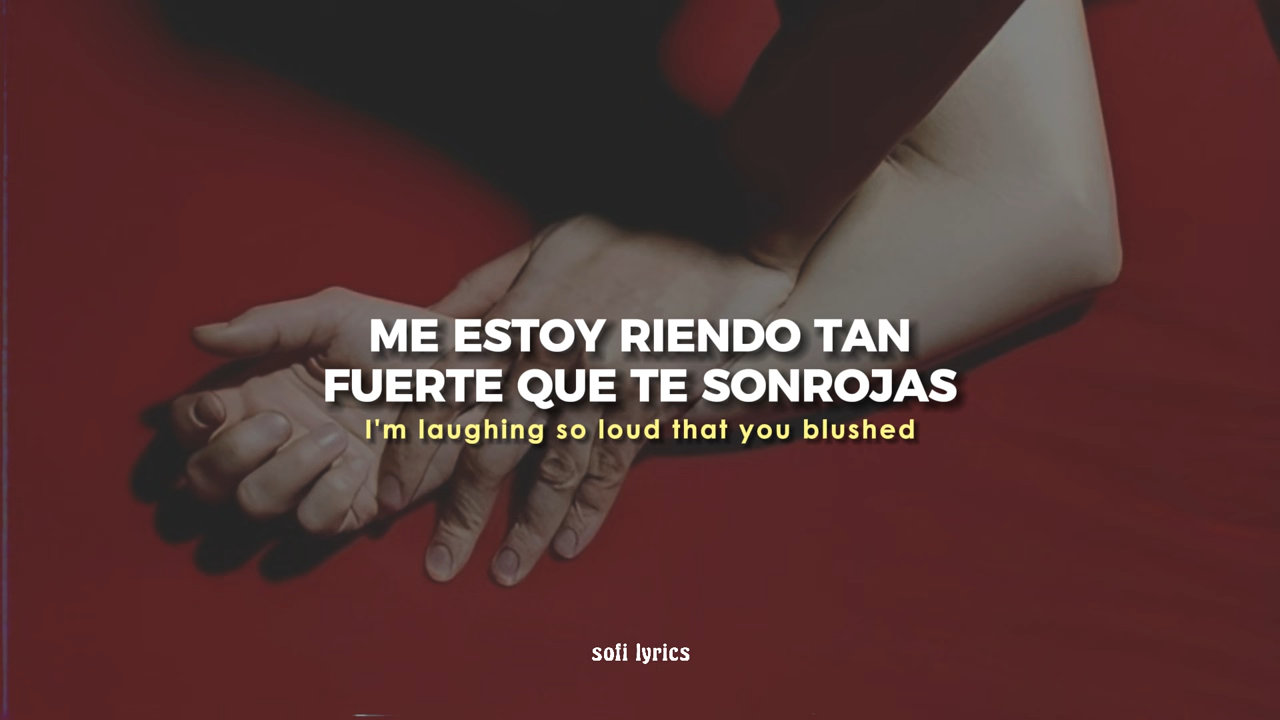 ME ESTOY RIENDO TAN
FUERTE QUE TE SONROJAS
I'm laughing so loud that you blushed
sofi lyrics